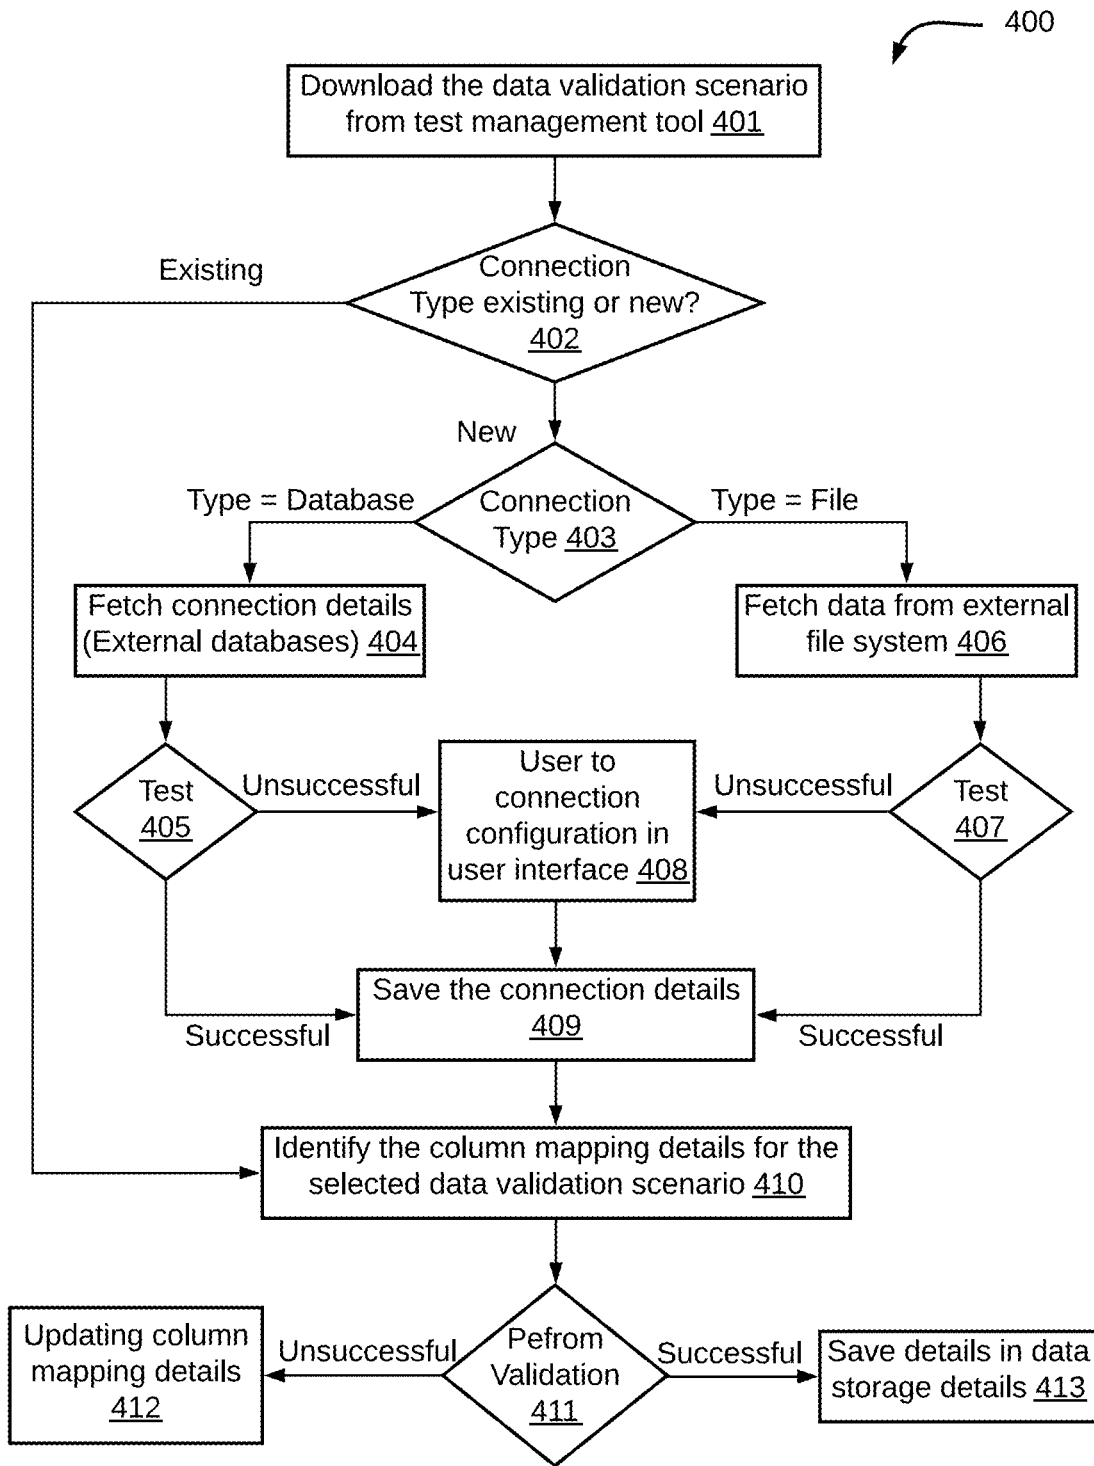 400
Download the data validation scenario
from test management tool 401
Existing
Connection
Type existing or new?
402
New
Type = Database
Connection
Type 403
Type = File
Fetch connection details
(External databases) 404
Fetch data from external
file system 406
Test
405
Unsuccessful
User to
connection
configuration in
user interface 408
Unsuccessful
Test
407
Save the connection details
409
Successful
Successful
Identify the column mapping details for the
selected data validation scenario 410
Updating column
mapping details
412
Unsuccessful
Pefrom
Validation
411
Successful
Save details in data
storage details 413